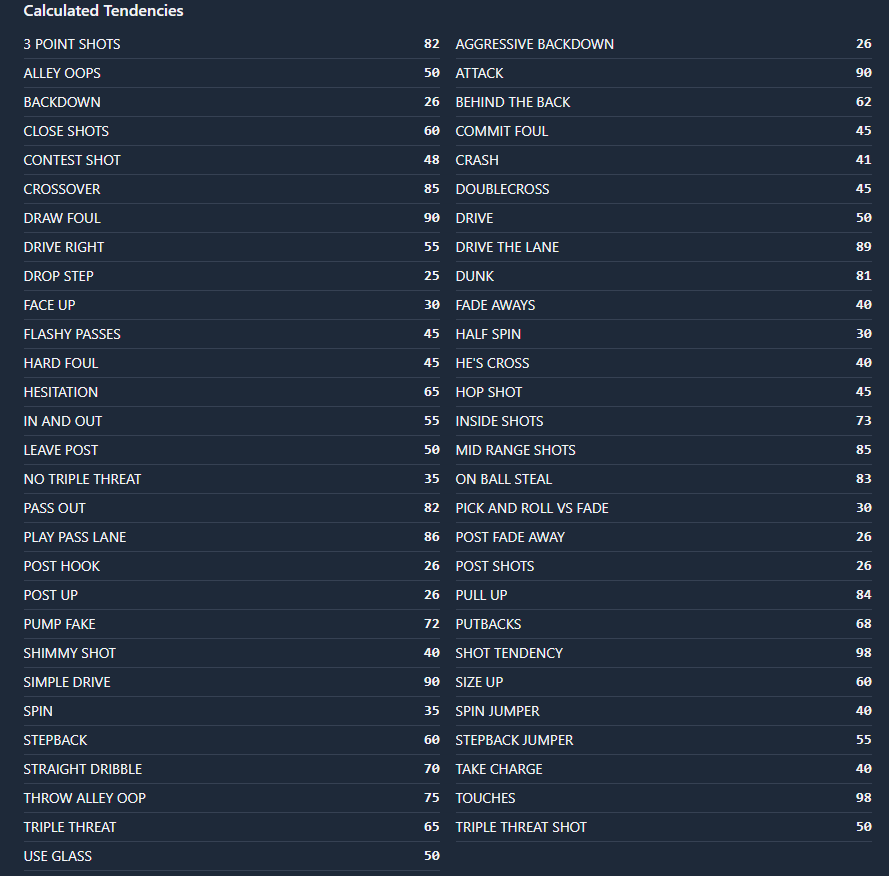 Calculated Tendencies
3 POINT SHOTS 82 AGGRESSIVE BACKDOWN 26
ALLEY OOPS 50 ATTACK 90
BACKDOWN 26 BEHIND THE BACK 62
CLOSE SHOTS 60 COMMIT FOUL 45
CONTEST SHOT 48 CRASH 41
CROSSOVER 85 DOUBLECROSS 45
DRAW FOUL 90 DRIVE 50
DRIVE RIGHT 55 DRIVE THE LANE 89
DROP STEP 25 DUNK 81
FACE UP 30 FADE AWAYS 40
FLASHY PASSES 45 HALF SPIN 30
HARD FOUL 45 HE'S CROSS 40
HESITATION 65 HOP SHOT 45
IN AND OUT 55 INSIDE SHOTS 73
LEAVE POST 50 MID RANGE SHOTS 85
NO TRIPLE THREAT 35 ON BALL STEAL 83
PASS OUT 82 PICK AND ROLL VS FADE 30
PLAY PASS LANE 86 POST FADE AWAY 26
POST HOOK 26 POST SHOTS 26
POST UP 26 PULL UP 84
PUMP FAKE 72 PUTBACKS 68
SHIMMY SHOT 40 SHOT TENDENCY 98
SIMPLE DRIVE 90 SIZE UP 60
SPIN 35 SPIN JUMPER 40
STEPBACK 60 STEPBACK JUMPER 55
STRAIGHT DRIBBLE 70 TAKE CHARGE 40
THROW ALLEY OOP 75 TOUCHES 98
TRIPLE THREAT 65 TRIPLE THREAT SHOT 50
USE GLASS 50